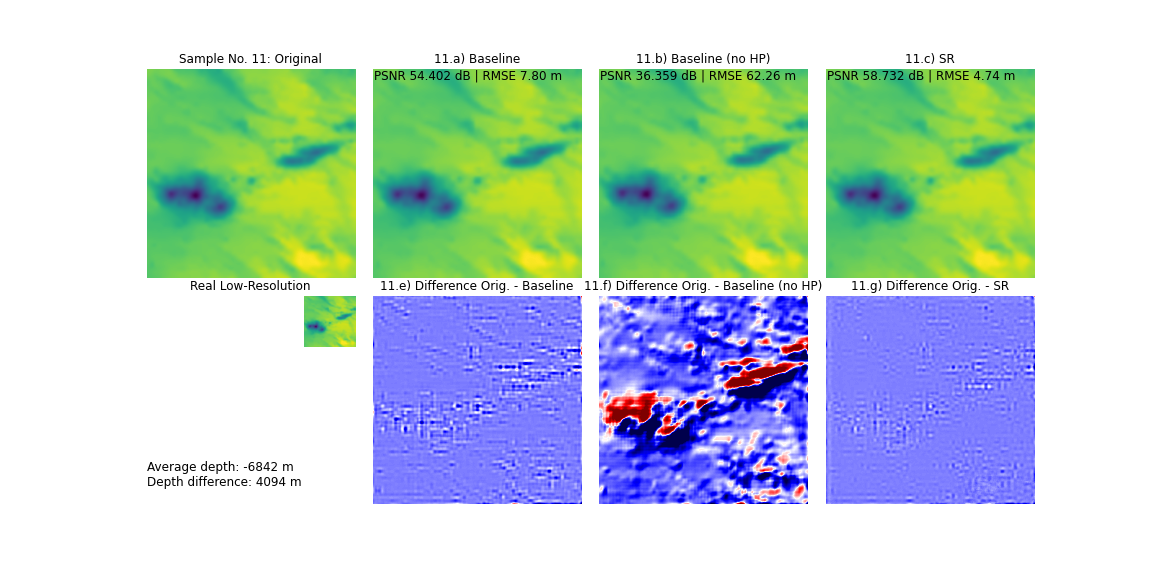 Sample No. 11: Original
11.a) Baseline
11.b) Baseline (no HP)
11.c) SR
PSNR 54.402 dB | RMSE 7.80 m
PSNR 36.359 dB | RMSE 62.26 m
PSNR 58.732 dB | RMSE 4.74 m
Real Low-Resolution
11.e) Difference Orig. - Baseline
11.f) Difference Orig. - Baseline (no HP)
11.g) Difference Orig. - SR
Average depth: -6842 m
Depth difference: 4094 m